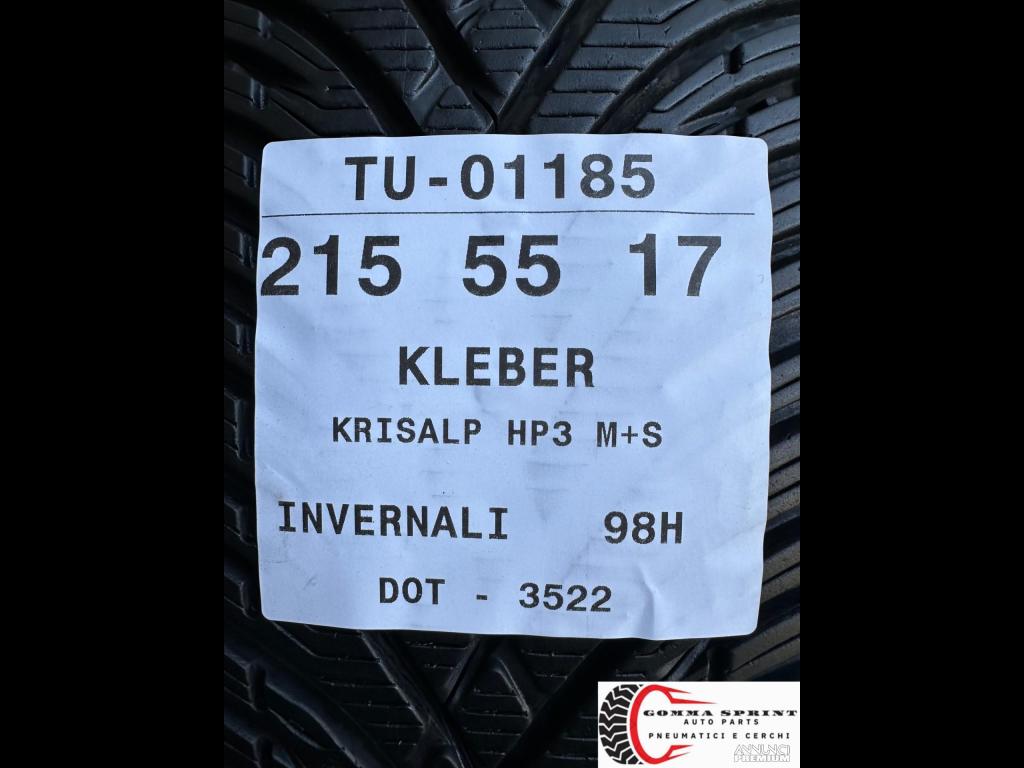 TU-01185
215 55 17
KLEBER
KRISALP HP3 M+S
INVERNALI 98H
DOT - 3522
GOMMA SPRINT
AUTO PARTS
PNEUMATICI E CERCHI
ANNUNCI
PREMIUM